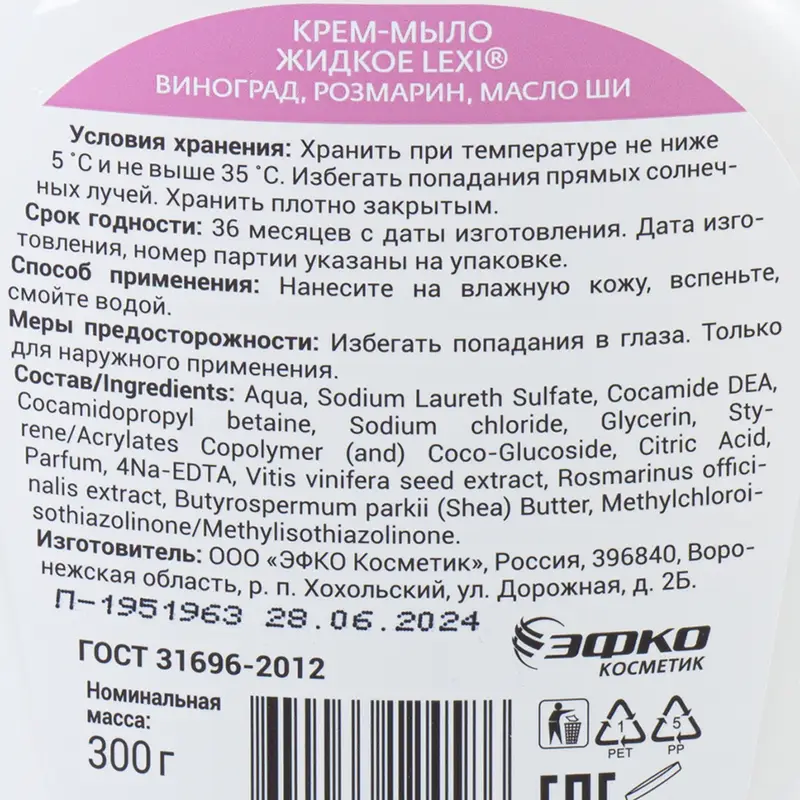 КРЕМ-МЫЛО
ЖИДКОЕ LEXI®
ВИНОГРАД, РОЗМАРИН, МАСЛО ШИ
Условия хранения: Хранить при температуре не ниже
5 °С и не выше 35 °С. Избегать попадания прямых солнеч-
ных лучей. Хранить плотно закрытым.
Срок годности: 36 месяцев с даты изготовления. Дата изго-
товления, номер партии указаны на упаковке.
Способ применения: Нанесите на влажную кожу, вспеньте,
смойте водой.
Меры предосторожности: Избегать попадания в глаза. Только
для наружного применения.
Состав/Ingredients: Aqua, Sodium Laureth Sulfate, Cocamide DEA,
Cocamidopropyl betaine, Sodium chloride, Glycerin, Sty-
rene/Acrylates Copolymer (and) Coco-Glucoside, Citric Acid,
Parfum, 4Na-EDTA, Vitis vinifera seed extract, Rosmarinus offici-
nalis extract, Butyrospermum parkii (Shea) Butter, Methylchloroi-
sothiazolinone/Methylisothiazolinone.
Изготовитель: ООО «ЭФКО Косметик», Россия, 396840, Воро-
нежская область, р. п. Хохольский, ул. Дорожная, д. 2Б.
П-1951963 28.06.2024
ЭФКО
КОСМЕТИК
ГОСТ 31696-2012
Номинальная
масса:
300 г
1
PET
5
PP